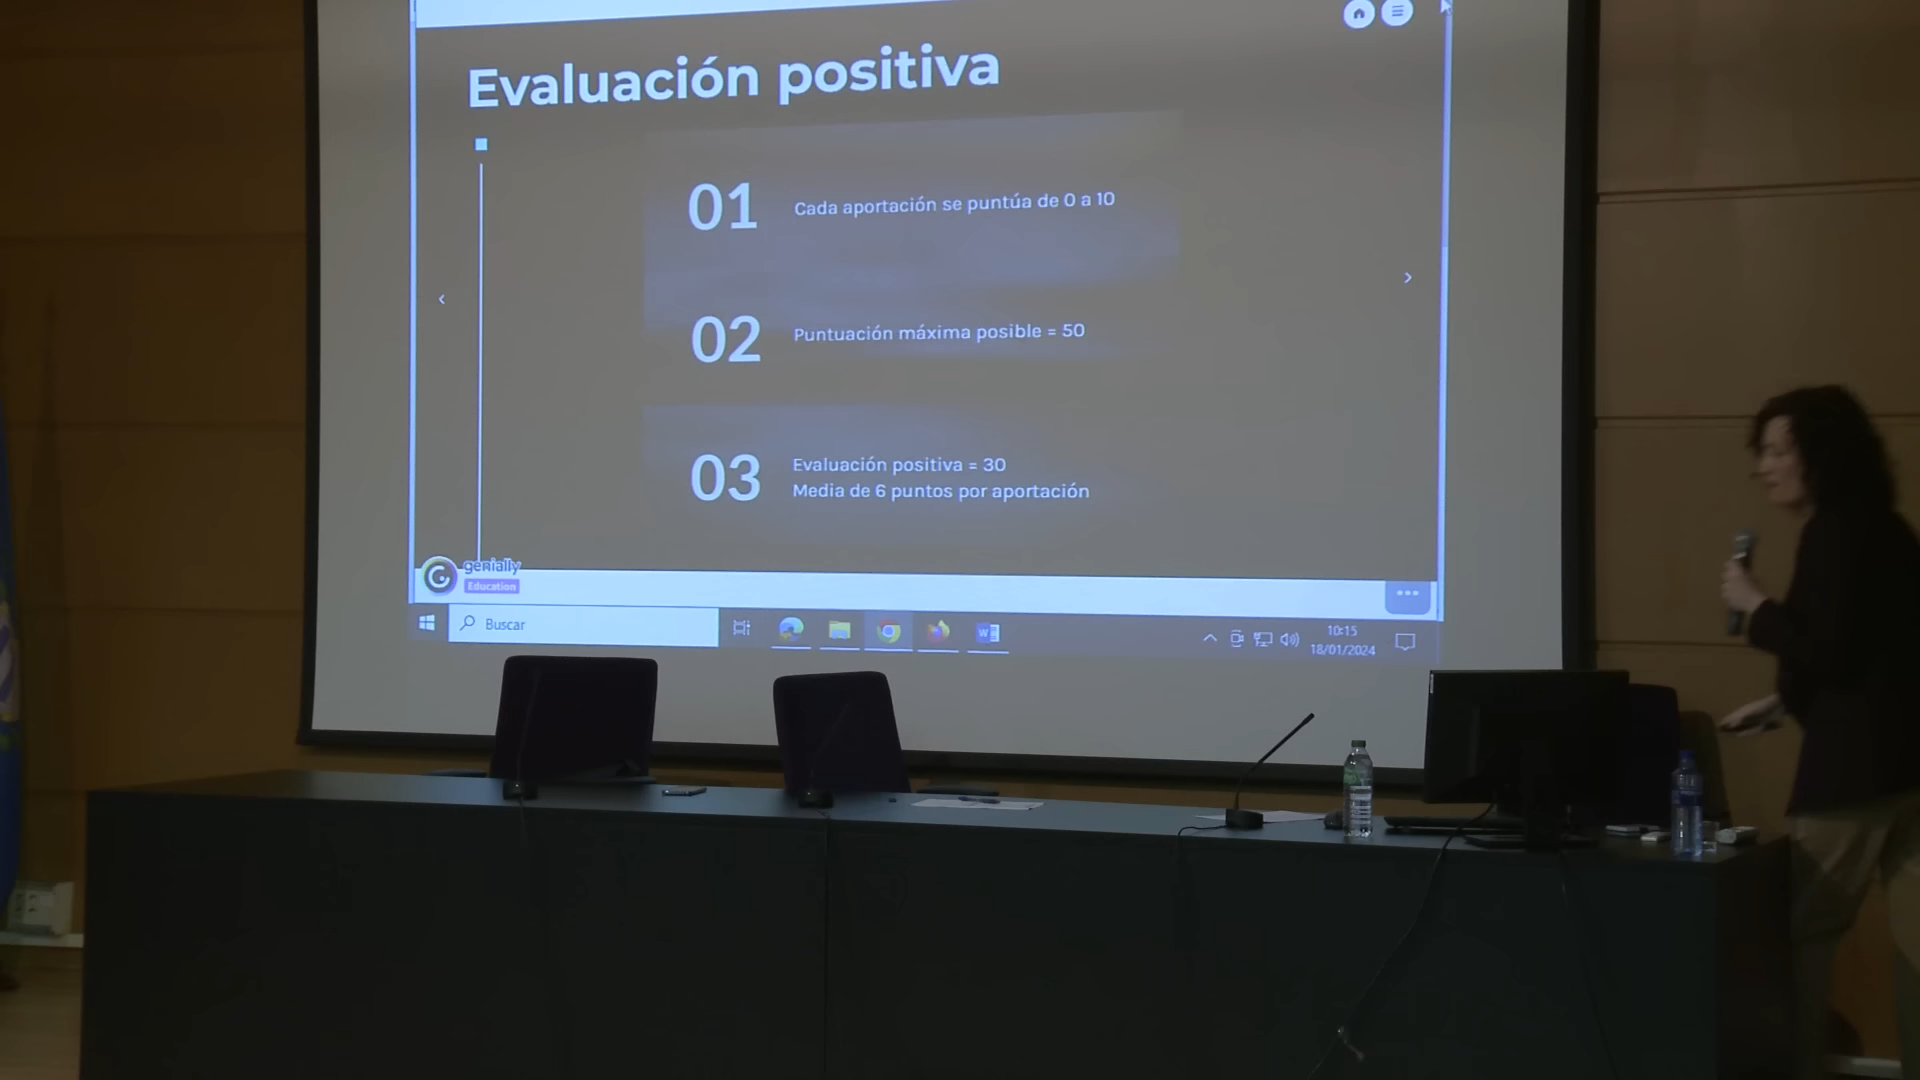 Evaluación positiva
01
Cada aportación se puntúa de 0 a 10
02
Puntuación máxima posible = 50
03
Evaluación positiva = 30
Media de 6 puntos por aportación
genially
Education
Buscar
10:15
18/01/2024